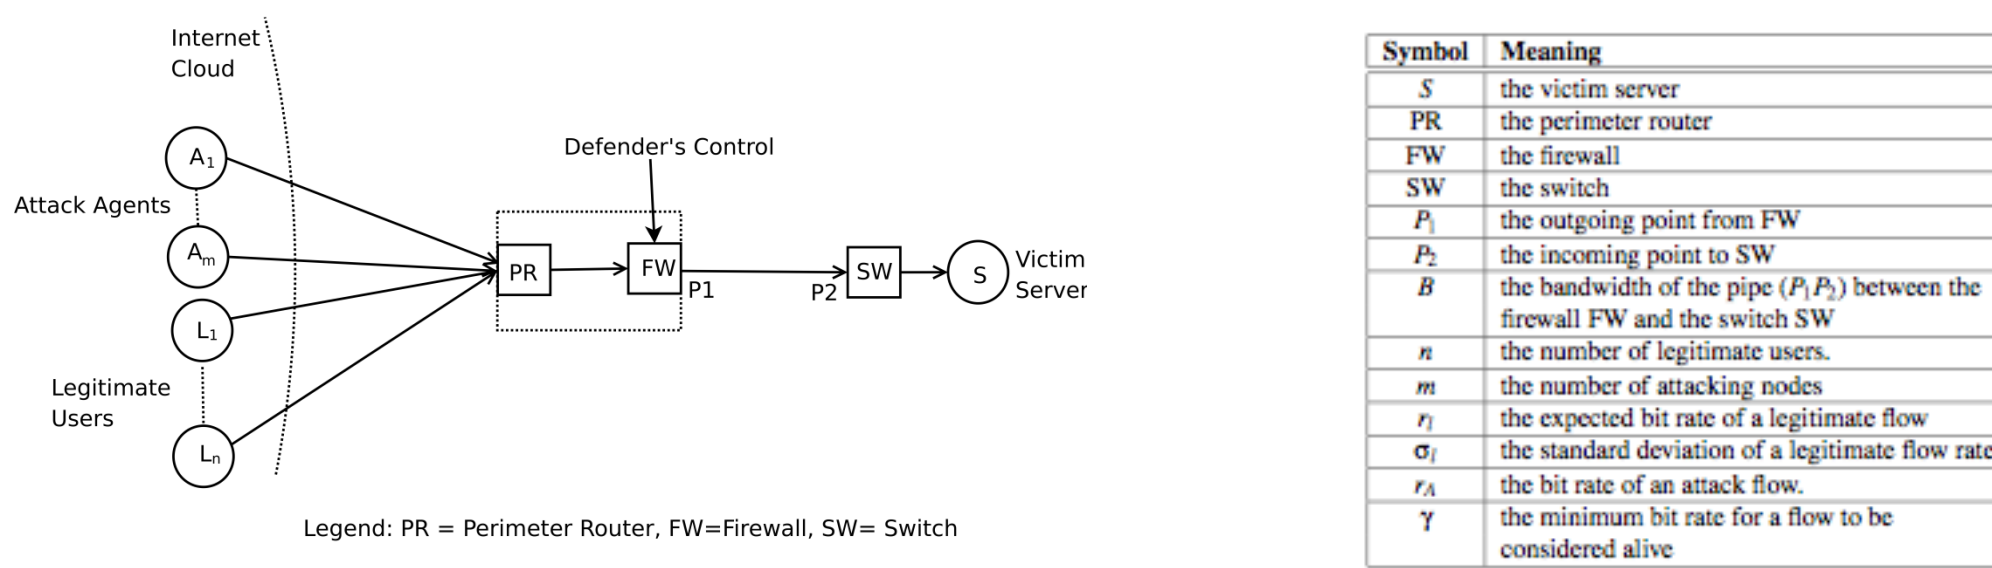 Internet
Cloud
A1
Attack Agents
Am
L1
Legitimate
Users
Ln
Defender's Control
PR
FW
P1
P2
SW
S
Victim
Server
Legend: PR = Perimeter Router, FW=Firewall, SW= Switch
Symbol Meaning
S the victim server
PR the perimeter router
FW the firewall
SW the switch
P1 the outgoing point from FW
P2 the incoming point to SW
B the bandwidth of the pipe (P1P2) between the
firewall FW and the switch SW
n the number of legitimate users.
m the number of attacking nodes
rl the expected bit rate of a legitimate flow
σl the standard deviation of a legitimate flow rate
rA the bit rate of an attack flow.
γ the minimum bit rate for a flow to be
considered alive